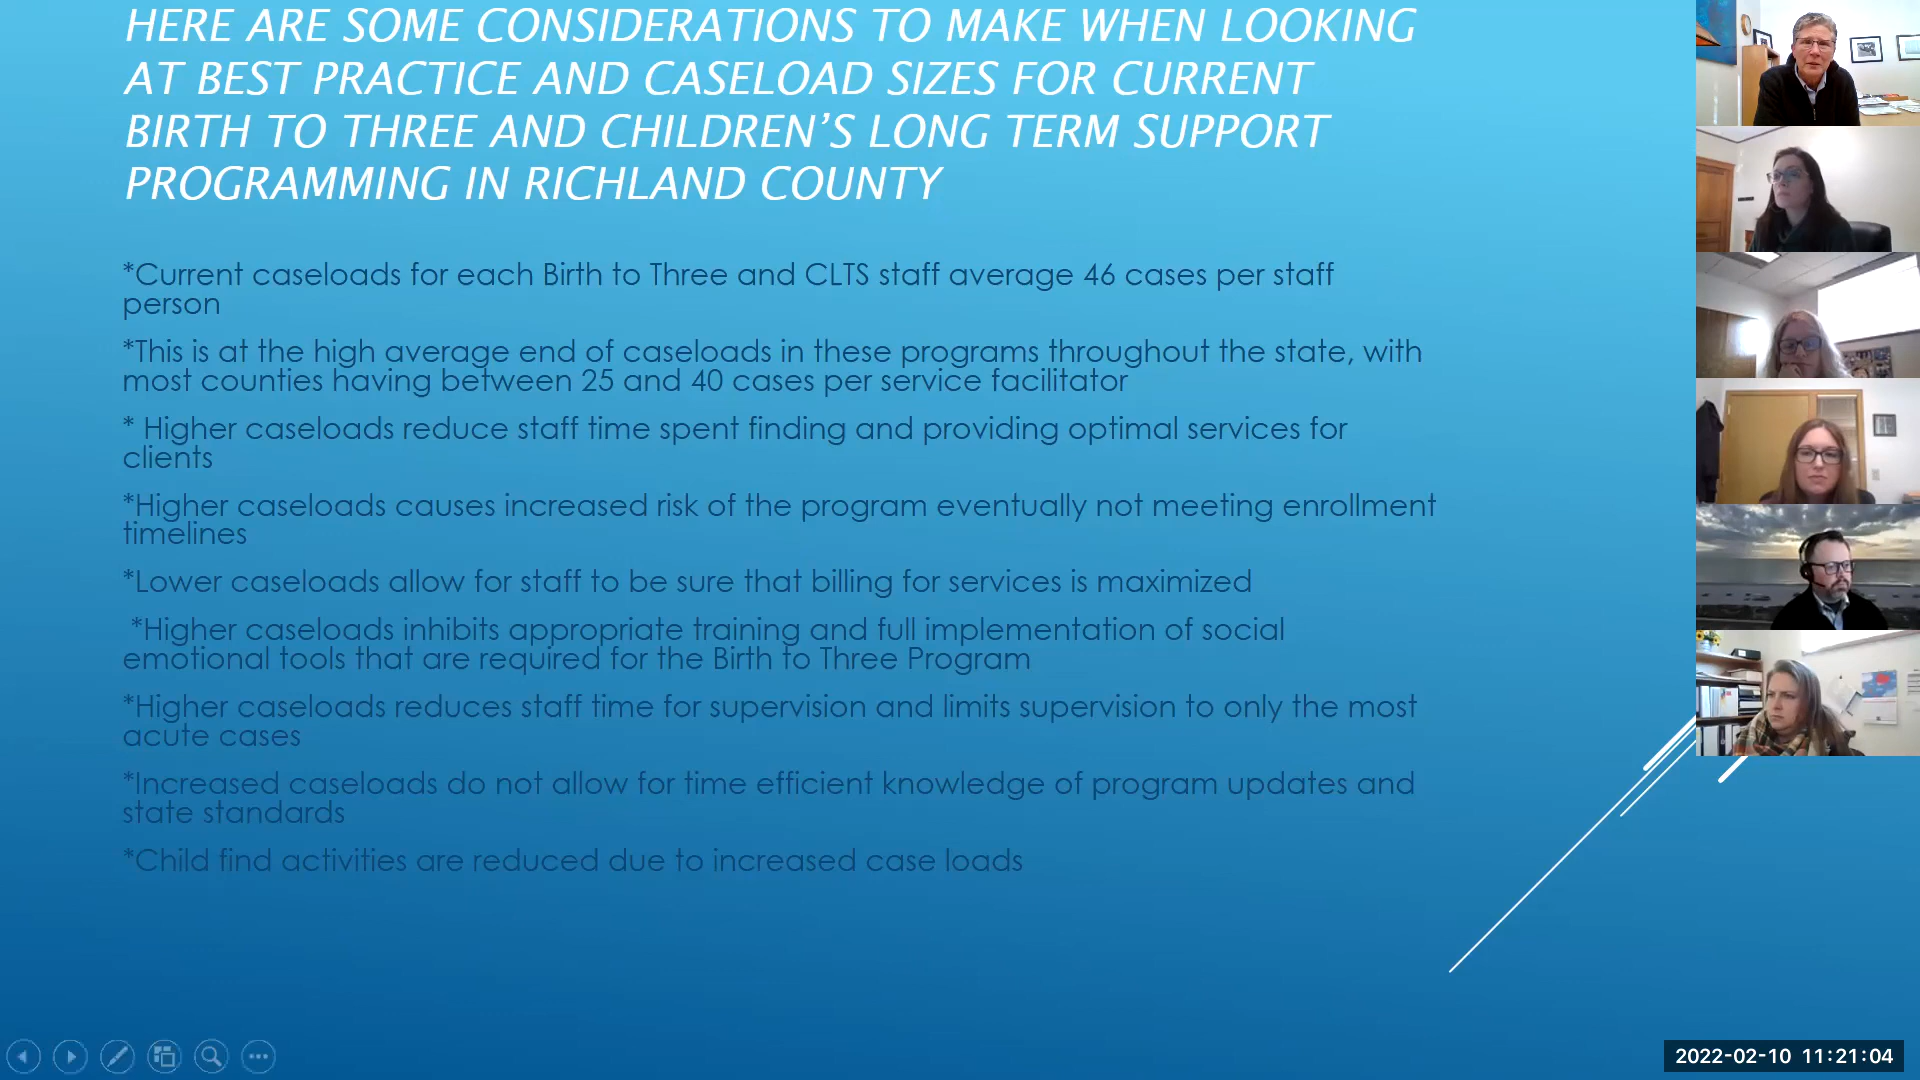 HERE ARE SOME CONSIDERATIONS TO MAKE WHEN LOOKING
AT BEST PRACTICE AND CASELOAD SIZES FOR CURRENT
BIRTH TO THREE AND CHILDREN’S LONG TERM SUPPORT
PROGRAMMING IN RICHLAND COUNTY
*Current caseloads for each Birth to Three and CLTS staff average 46 cases per staff
person
*This is at the high average end of caseloads in these programs throughout the state, with
most counties having between 25 and 40 cases per service facilitator
* Higher caseloads reduce staff time spent finding and providing optimal services for
clients
*Higher caseloads causes increased risk of the program eventually not meeting enrollment
timelines
*Lower caseloads allow for staff to be sure that billing for services is maximized
*Higher caseloads inhibits appropriate training and full implementation of social
emotional tools that are required for the Birth to Three Program
*Higher caseloads reduces staff time for supervision and limits supervision to only the most
acute cases
*Increased caseloads do not allow for time efficient knowledge of program updates and
state standards
*Child find activities are reduced due to increased case loads
2022-02-10 11:21:04